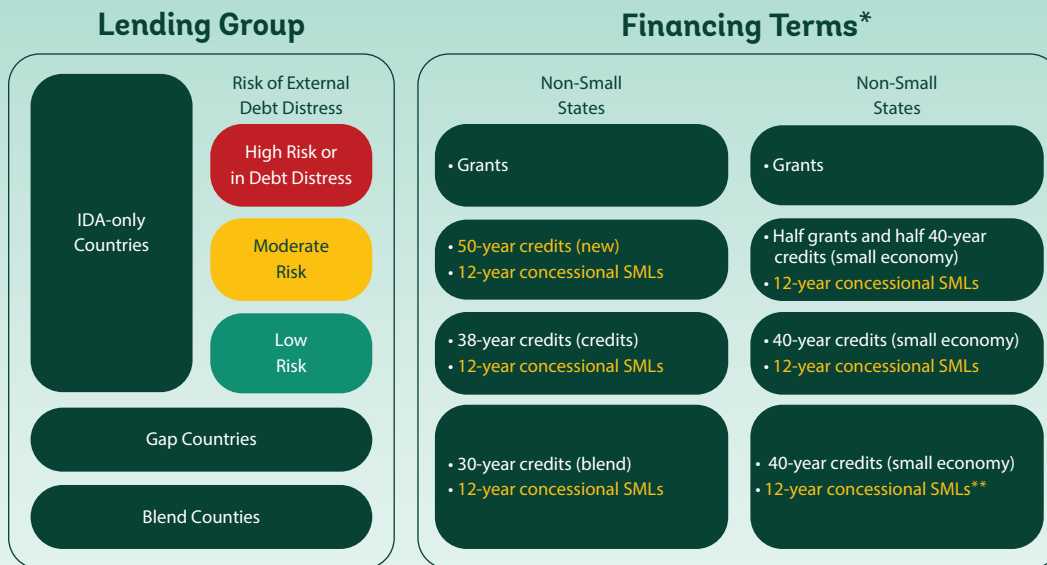 Lending Group
Financing Terms*
IDA-only
Countries
Risk of External
Debt Distress
High Risk or
in Debt Distress
Moderate
Risk
Low
Risk
Gap Countries
Blend Counties
Non-Small
States
• Grants
• 50-year credits (new)
• 12-year concessional SMLs
• 38-year credits (credits)
• 12-year concessional SMLs
• 30-year credits (blend)
• 12-year concessional SMLs
Non-Small
States
• Grants
• Half grants and half 40-year
credits (small economy)
• 12-year concessional SMLs
• 40-year credits (small economy)
• 12-year concessional SMLs
• 40-year credits (small economy)
• 12-year concessional SMLs**